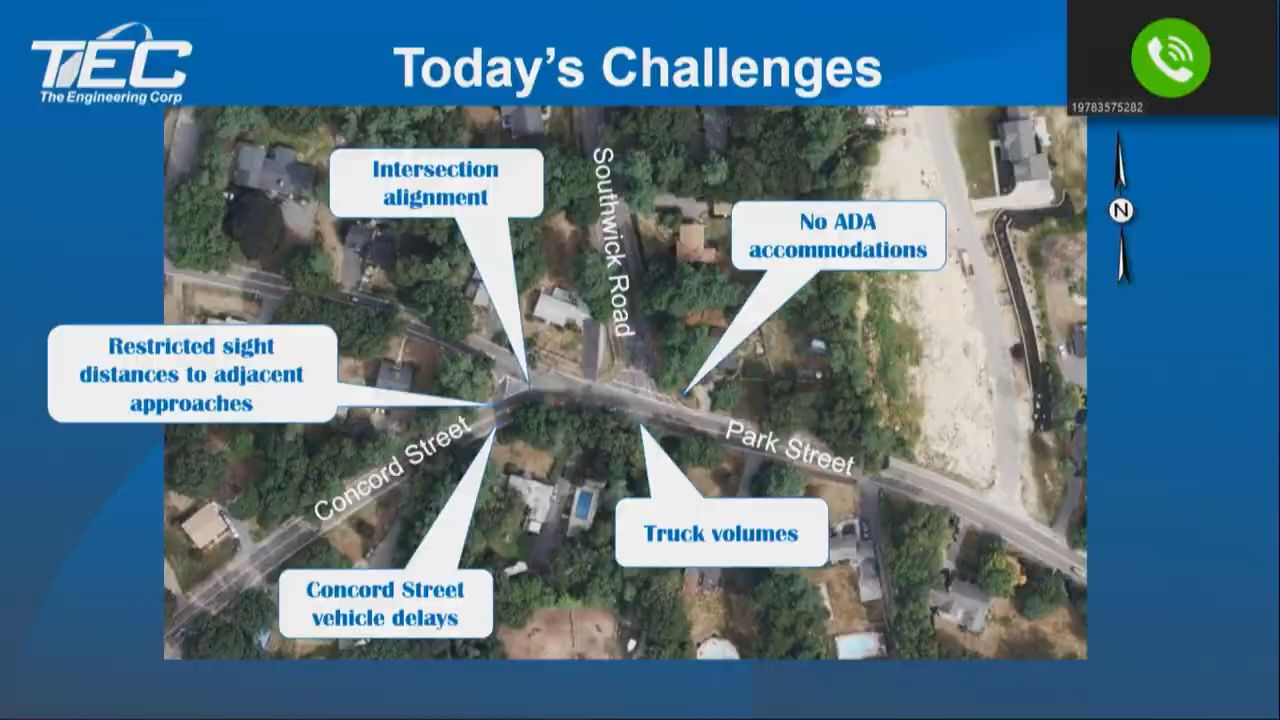 TEC
The Engineering Corp
Today's Challenges
19783575282
Intersection
alignment
Southwick Road
No ADA
accommodations
N
Restricted sight
distances to adjacent
approaches
Concord Street
Park Street
Truck volumes
Concord Street
vehicle delays